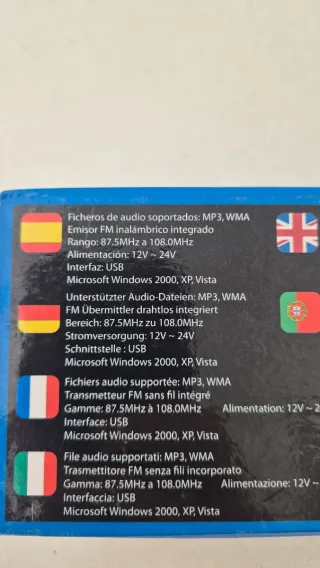 Ficheros de audio soportados: MP3, WMA
Emisor FM inalámbrico integrado
Rango: 87.5MHz a 108.0MHz
Alimentación: 12V ~ 24V
Interfaz: USB
Microsoft Windows 2000, XP, Vista
Unterstützter Audio-Dateien: MP3, WMA
FM Übermittler drahtlos integriert
Bereich: 87.5MHz zu 108.0MHz
Stromversorgung: 12V ~ 24V
Schnittstelle : USB
Microsoft Windows 2000, XP, Vista
Fichiers audio supportée: MP3, WMA
Transmetteur FM sans fil intégré
Gamme: 87.5MHz à 108.0MHz Alimentation: 12V ~ 2
Interface: USB
Microsoft Windows 2000, XP, Vista
File audio supportati: MP3, WMA
Trasmettitore FM senza fili incorporato
Gamma: 87.5MHz a 108.0MHz Alimentazione: 12V ~
Interfaccia: USB
Microsoft Windows 2000, XP, Vista